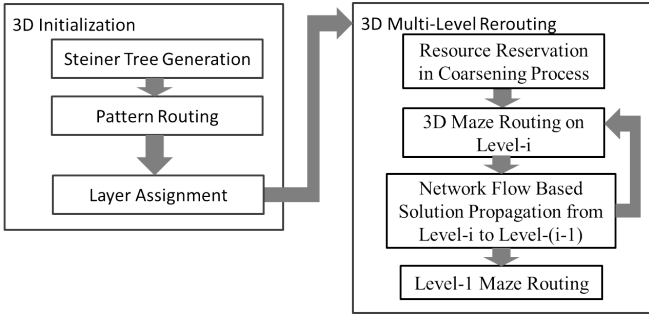 3D Initialization
Steiner Tree Generation
Pattern Routing
Layer Assignment
3D Multi-Level Rerouting
Resource Reservation
in Coarsening Process
3D Maze Routing on
Level-i
Network Flow Based
Solution Propagation from
Level-i to Level-(i-1)
Level-1 Maze Routing